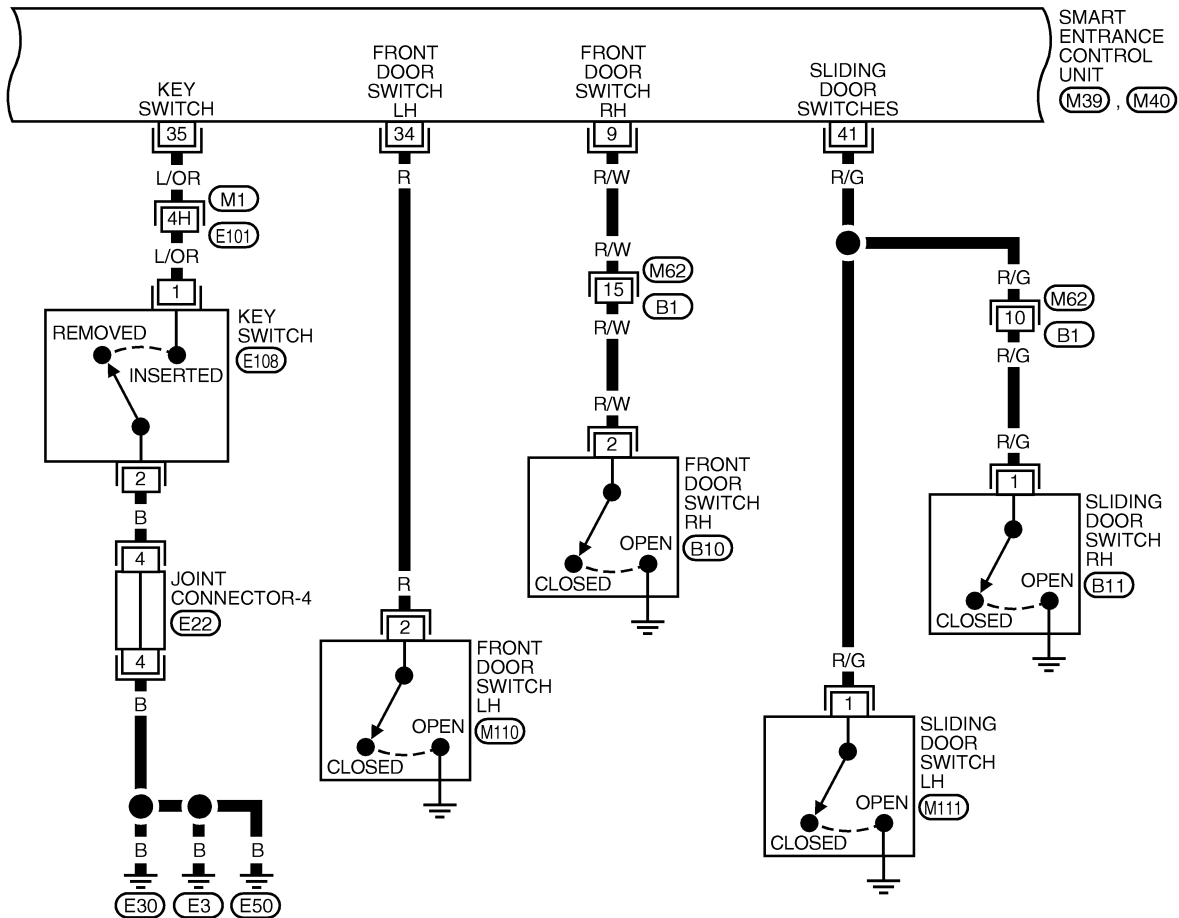 SMART
ENTRANCE
CONTROL
UNIT
M39 , M40
KEY
SWITCH
FRONT
DOOR
SWITCH
LH
FRONT
DOOR
SWITCH
RH
SLIDING
DOOR
SWITCHES
35
34
9
41
L/OR
R
R/W
R/G
M1
4H
E101
L/OR
1
KEY
SWITCH
E108
REMOVED
INSERTED
2
B
4
JOINT
CONNECTOR-4
E22
4
B
B
B
B
E30
E3
E50
R
2
FRONT
DOOR
SWITCH
LH
M110
OPEN
CLOSED
R/W
M62
15
B1
R/W
R/W
2
FRONT
DOOR
SWITCH
RH
B10
OPEN
CLOSED
R/G
M62
10
B1
R/G
R/G
1
SLIDING
DOOR
SWITCH
RH
B11
OPEN
CLOSED
R/G
1
SLIDING
DOOR
SWITCH
LH
M111
OPEN
CLOSED